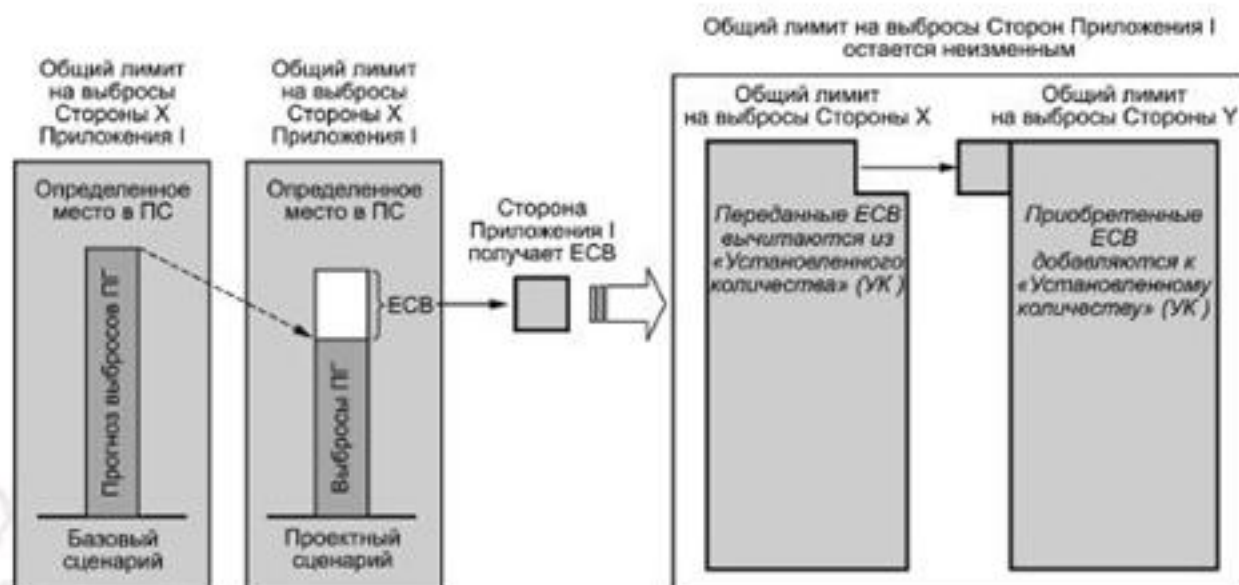 Общий лимит
на выбросы
Стороны X
Приложения I
Определенное
место в ПС
Прогноз выбросов ПГ
Базовый
сценарий
Общий лимит
на выбросы
Стороны X
Приложения I
Определенное
место в ПС
ЕСВ
Выбросы ПГ
Проектный
сценарий
Сторона
Приложения I
получает ЕСВ
Общий лимит на выбросы Сторон Приложения I
остается неизменным
Общий лимит
на выбросы Стороны X
Переданные ЕСВ
вычитаются из
«Установленного
количества» (УК )
Общий лимит
на выбросы Стороны Y
Приобретенные
ЕСВ
добавляются к
«Установленному
количеству» (УК )